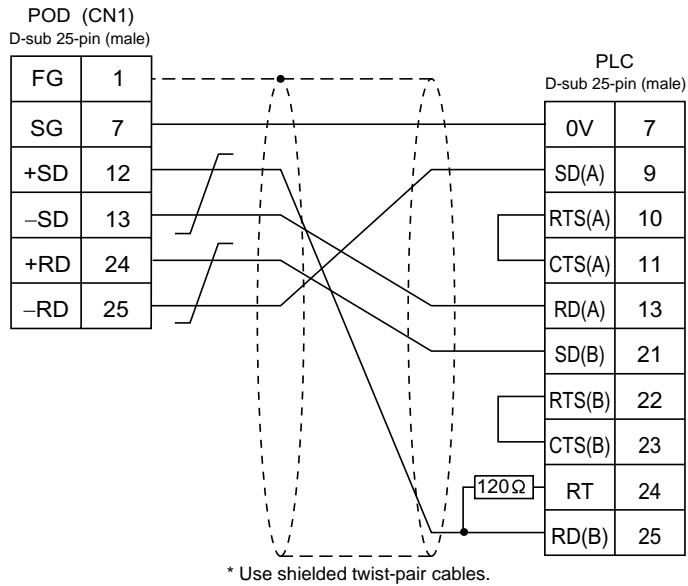 POD (CN1)
D-sub 25-pin (male)
FG 1
SG 7
+SD 12
−SD 13
+RD 24
−RD 25
PLC
D-sub 25-pin (male)
0V 7
SD(A) 9
RTS(A) 10
CTS(A) 11
RD(A) 13
SD(B) 21
RTS(B) 22
CTS(B) 23
120Ω RT 24
RD(B) 25
* Use shielded twist-pair cables.